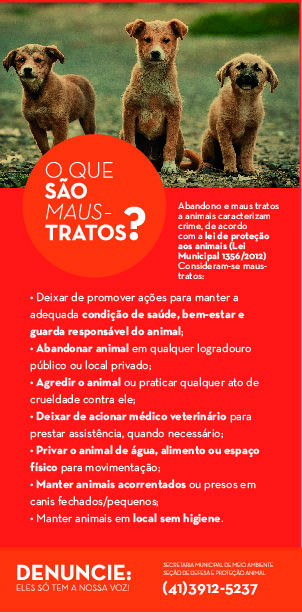 O QUE
SÃO
MAUS-
TRATOS?
Abandono e maus tratos
a animais caracterizam
crime, de acordo
com a lei de proteção
aos animais (Lei
Municipal 1356/2012)
Consideram-se maus-
tratos:
• Deixar de promover ações para manter a
adequada condição de saúde, bem-estar e
guarda responsável do animal;
• Abandonar animal em qualquer logradouro
público ou local privado;
• Agredir o animal ou praticar qualquer ato de
crueldade contra ele;
• Deixar de acionar médico veterinário para
prestar assistência, quando necessário;
• Privar o animal de água, alimento ou espaço
físico para movimentação;
• Manter animais acorrentados ou presos em
canis fechados/pequenos;
• Manter animais em local sem higiene.
DENUNCIE:
ELES SÓ TEM A NOSSA VOZ!
SECRETARIA MUNICIPAL DE MEIO AMBIENTE
SEÇÃO DE DEFESA E PROTEÇÃO ANIMAL
(41)3912-5237